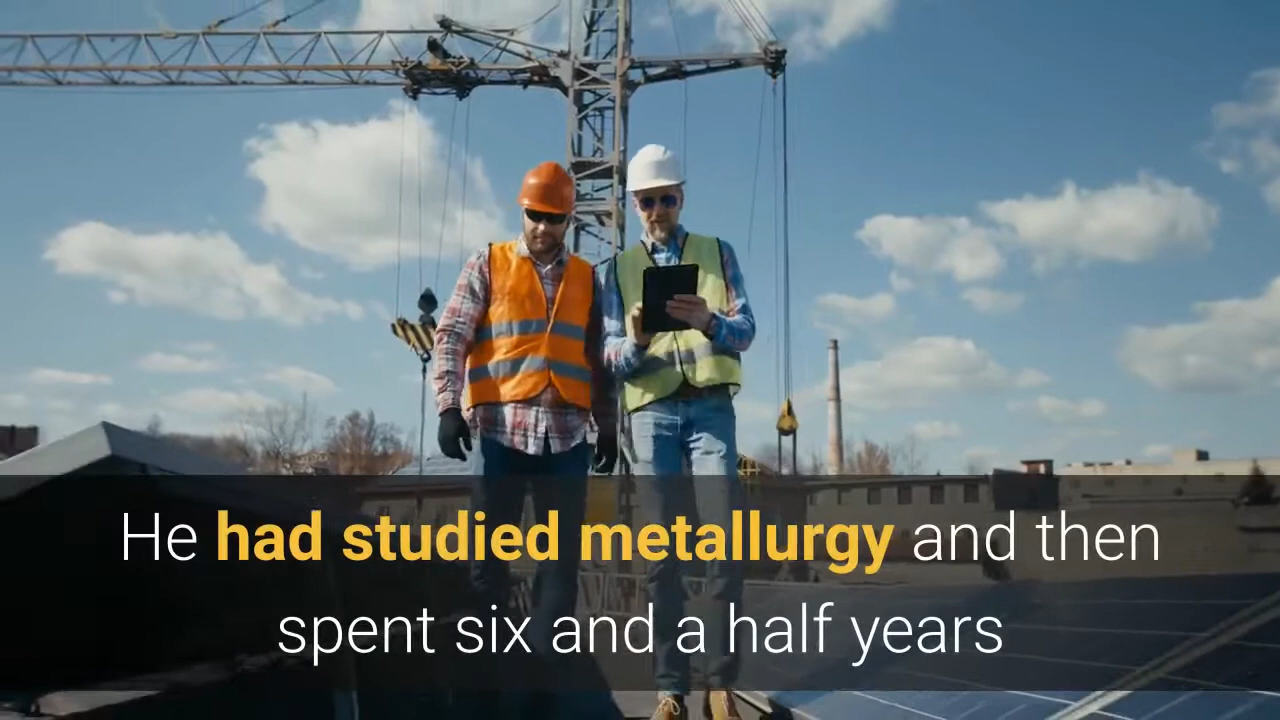 He had studied metallurgy and then
spent six and a half years